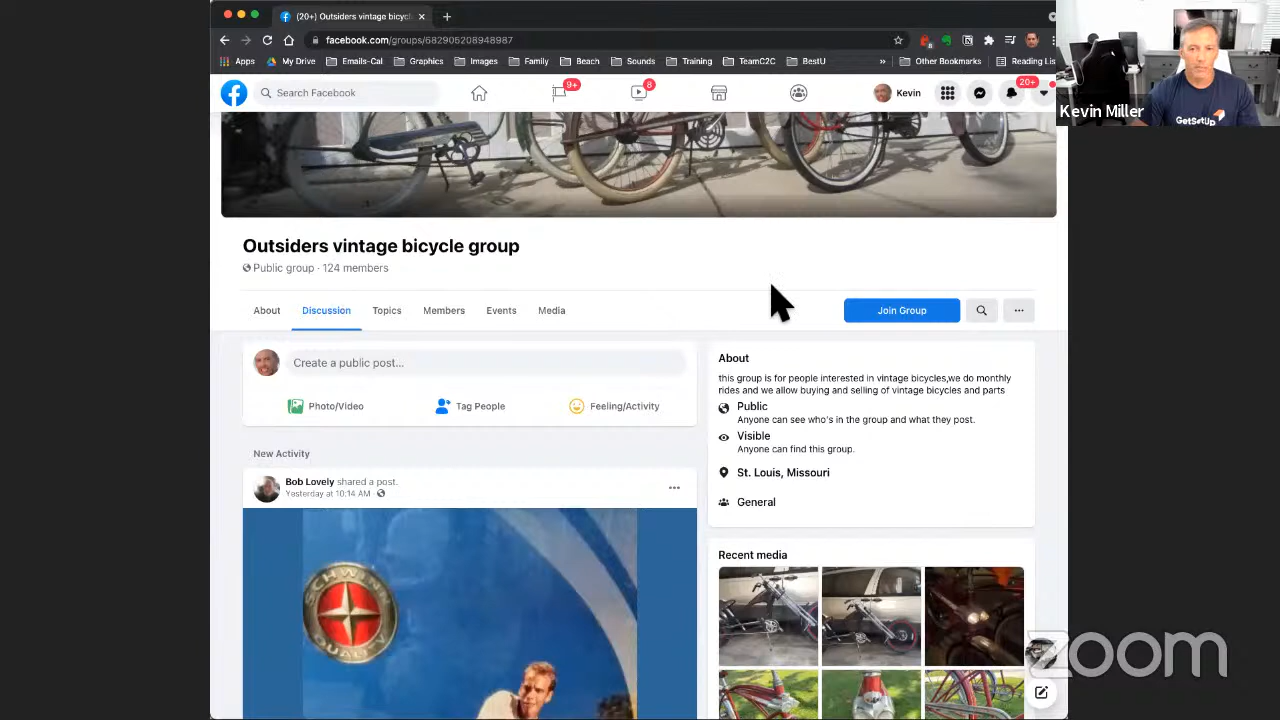 (20+) Outsiders vintage bicycl
facebook.com/groups/682905208948987
Apps
My Drive
Emails-Cal
Graphics
Images
Family
Beach
Sounds
Training
TeamC2C
BestU
»
Other Bookmarks
Reading Lis
Search Facebook
9+
8
Kevin
20+
Kevin Miller
GetSetUp
Outsiders vintage bicycle group
Public group · 124 members
About
Discussion
Topics
Members
Events
Media
Join Group
Create a public post...
Photo/Video
Tag People
Feeling/Activity
New Activity
Bob Lovely shared a post.
Yesterday at 10:14 AM ·
SCHWINN
QUALITY
About
this group is for people interested in vintage bicycles,we do monthly
rides and we allow buying and selling of vintage bicycles and parts
Public
Anyone can see who's in the group and what they post.
Visible
Anyone can find this group.
St. Louis, Missouri
General
Recent media
zoom